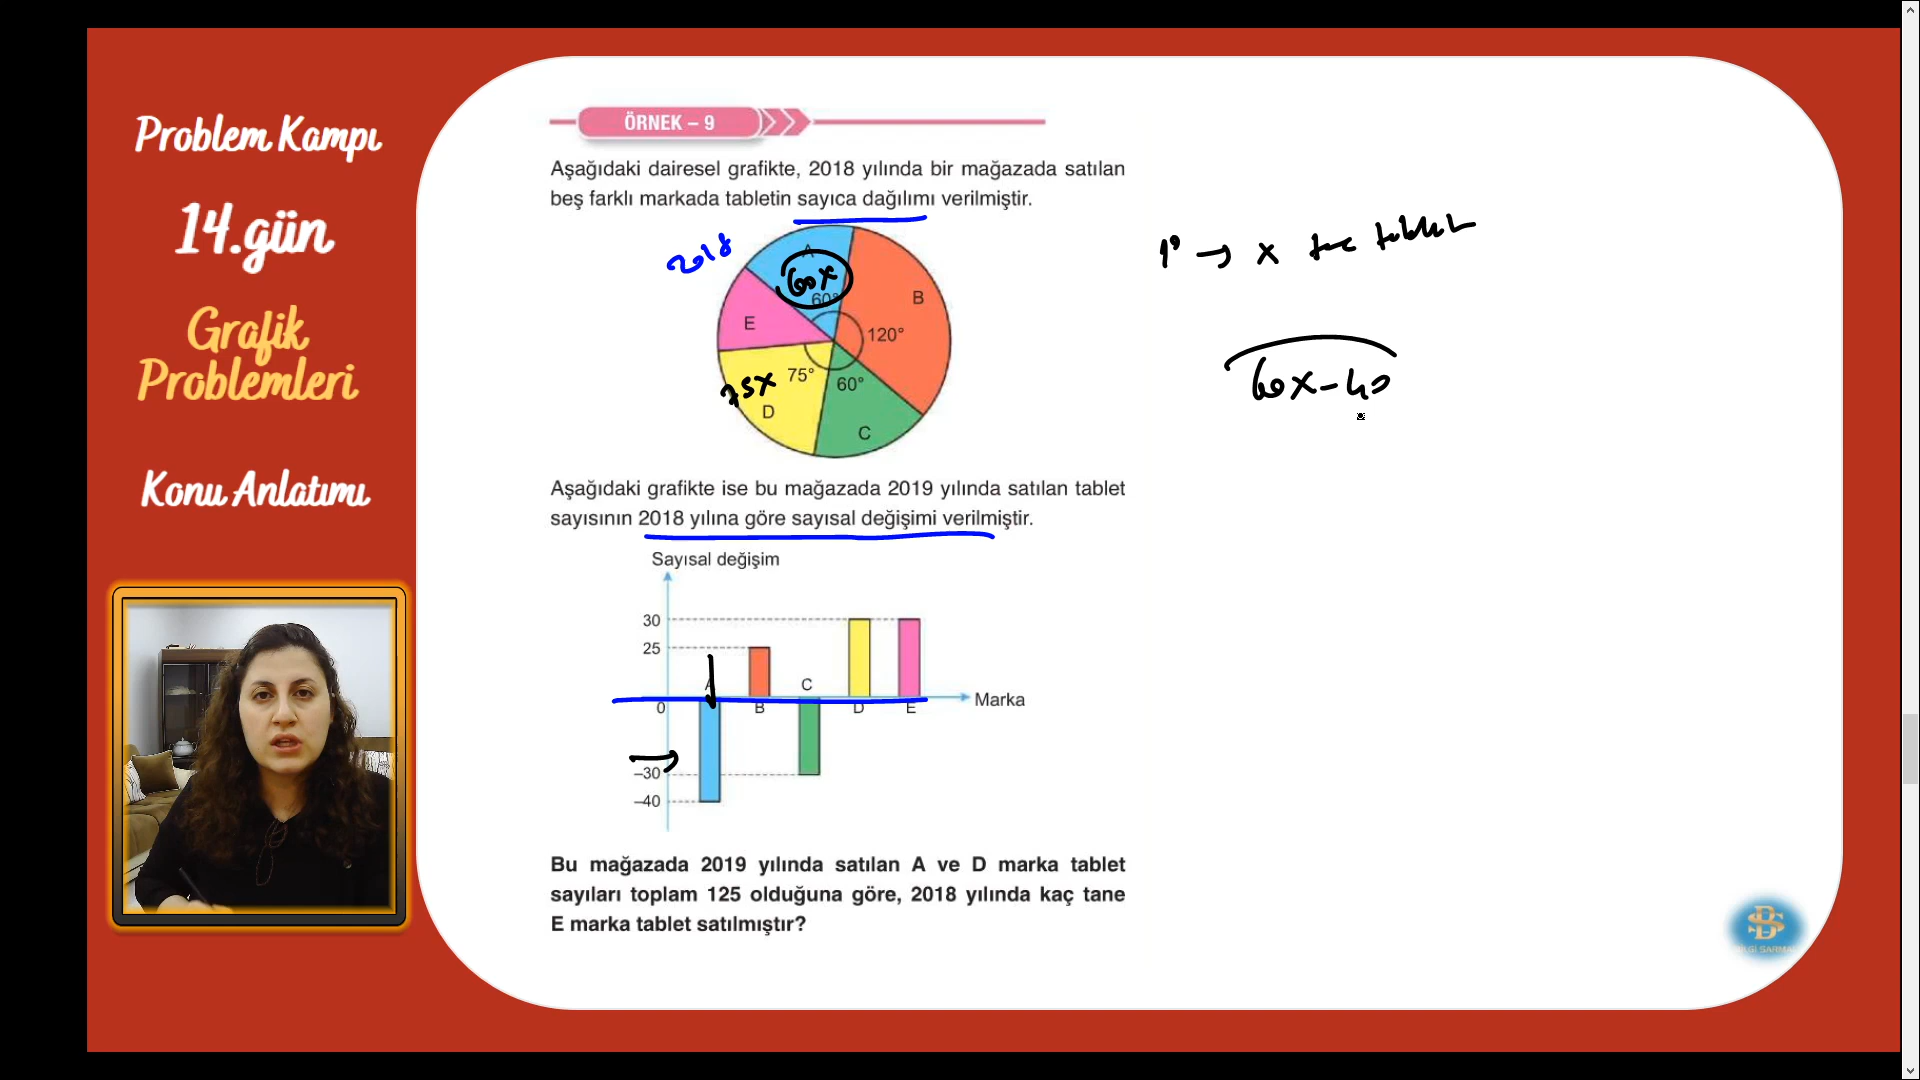 Problem Kampı
14.gün
Grafik
Problemleri
Konu Anlatımı
ÖRNEK – 9
Aşağıdaki dairesel grafikte, 2018 yılında bir mağazada satılan
beş farklı markada tabletin sayıca dağılımı verilmiştir.
2018
A
60x
60°
B
120°
E
75°
75x
D
60°
C
1° → x tane tablet
60x-40
Aşağıdaki grafikte ise bu mağazada 2019 yılında satılan tablet
sayısının 2018 yılına göre sayısal değişimi verilmiştir.
Sayısal değişim
30
25
A
C
0
B
D
E
Marka
–30
–40
Bu mağazada 2019 yılında satılan A ve D marka tablet
sayıları toplam 125 olduğuna göre, 2018 yılında kaç tane
E marka tablet satılmıştır?
BİLGİ SARMAL